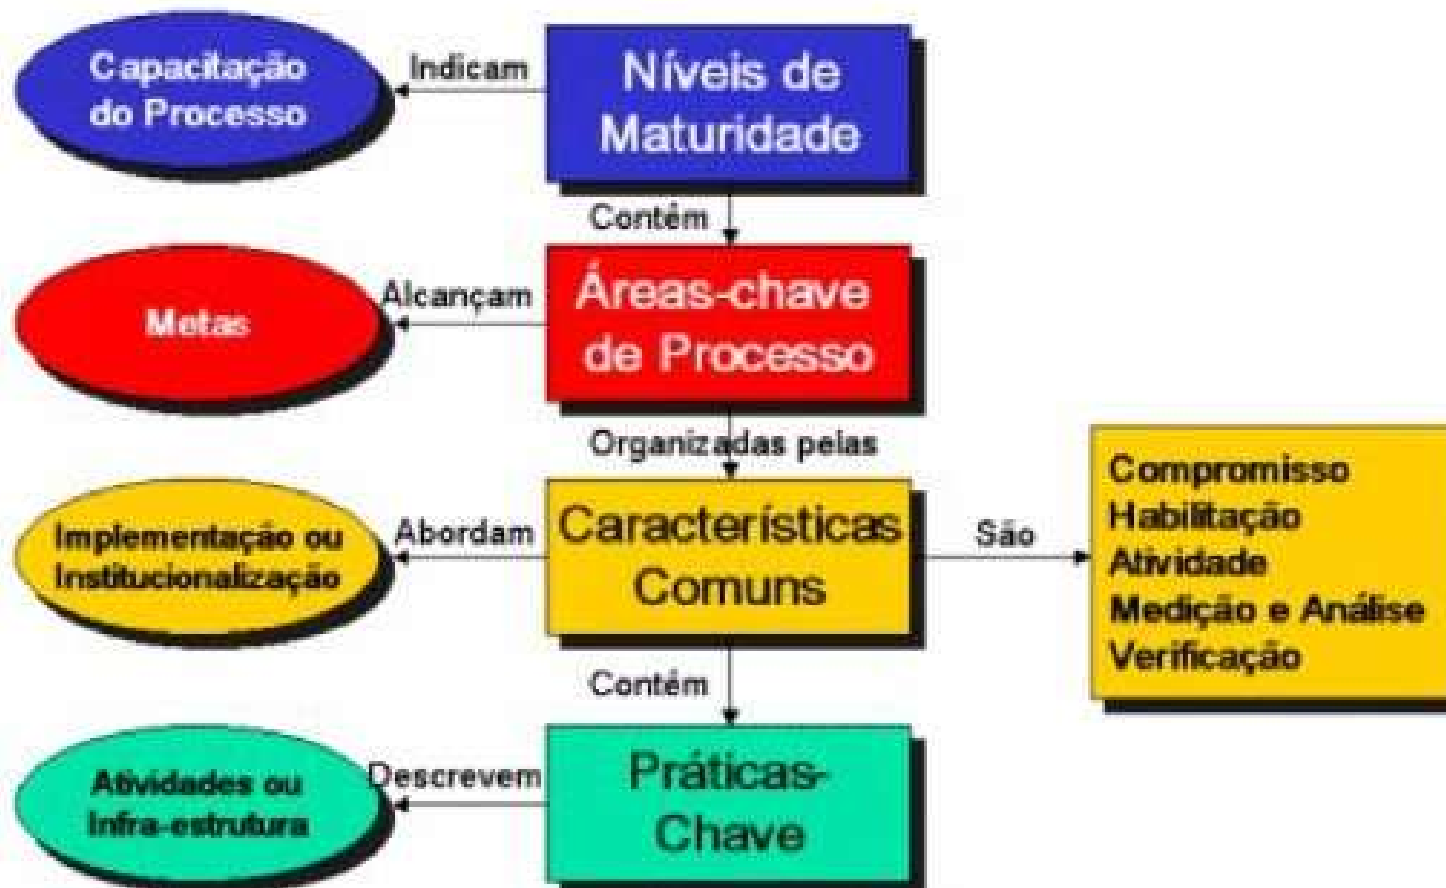 Capacitação
do Processo
Indicam
Níveis de
Maturidade
Contém
Metas
Alcançam
Áreas-chave
de Processo
Organizadas pelas
Implementação ou
Institucionalização
Abordam
Características
Comuns
São
Compromisso
Habilitação
Atividade
Medição e Análise
Verificação
Contém
Atividades ou
Infra-estrutura
Descrevem
Práticas-
Chave